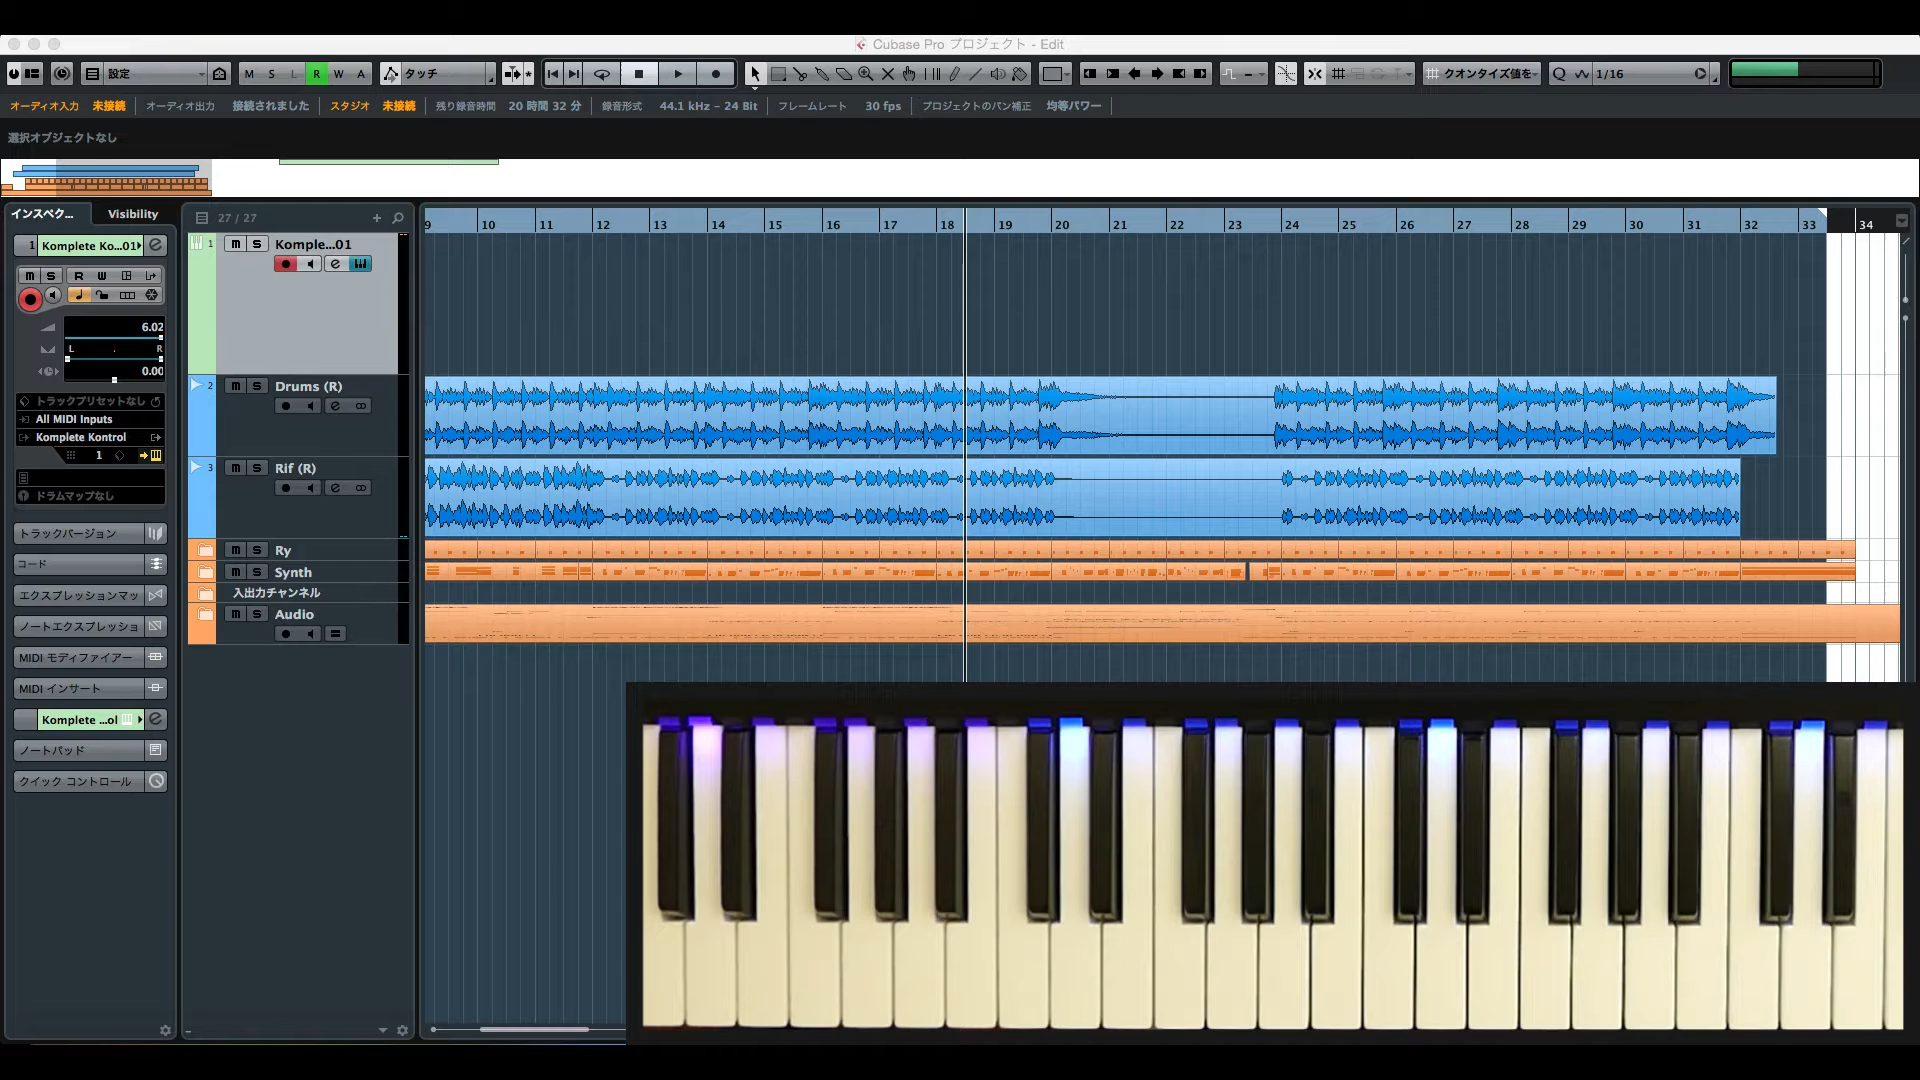 Cubase Pro プロジェクト - Edit
設定 M S L R W A タッチ クオンタイズ値を 1/16
オーディオ入力 未接続 オーディオ出力 接続されました スタジオ 未接続 残り録音時間 20 時間 32 分 録音形式 44.1 kHz – 24 Bit フレームレート 30 fps プロジェクトのパン補正 均等パワー
選択オブジェクトなし
インスペク... Visibility
27 / 27
9 10 11 12 13 14 15 16 17 18 19 20 21 22 23 24 25 26 27 28 29 30 31 32 33 34
1 Komplete Ko...01
m S R W
6.02
L R
0.00
トラックプリセットなし
All MIDI Inputs
Komplete Kontrol
1
ドラムマップなし
トラックバージョン
コード
エクスプレッションマッ
ノートエクスプレッショ
MIDI モディファイアー
MIDI インサート
Komplete ...ol
ノートパッド
クイック コントロール
1 m S Komple...01
2 m S Drums (R)
3 m S Rif (R)
m S Ry
m S Synth
入出力チャンネル
m S Audio